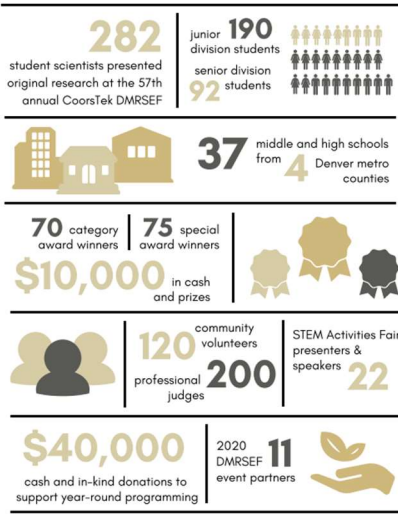 282
student scientists presented
original research at the 57th
annual CoorsTek DMRSEF
junior 190
division students
senior division
92 students
37 middle and high schools
from 4 Denver metro
counties
70 category
award winners
75 special
award winners
$10,000 in cash
and prizes
120 community
volunteers
professional 200
judges
STEM Activities Fair
presenters &
speakers 22
$40,000
cash and in-kind donations to
support year-round programming
2020
DMRSEF 11
event partners